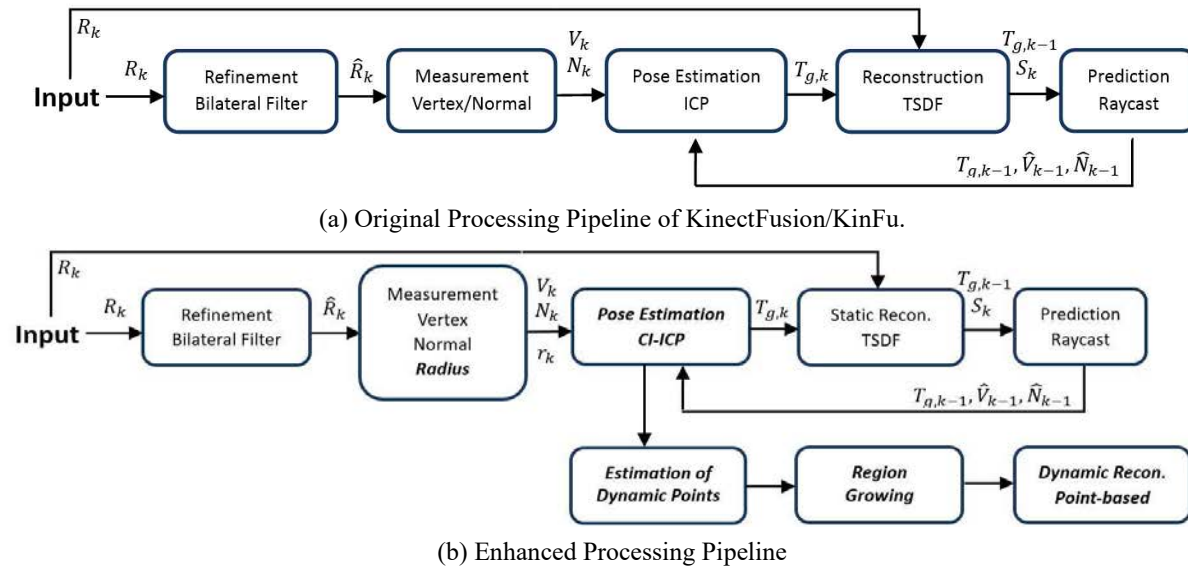 R_k
Input
R_k
Refinement
Bilateral Filter
R̂_k
Measurement
Vertex/Normal
V_k
N_k
Pose Estimation
ICP
T_{g,k}
Reconstruction
TSDF
T_{g,k−1}
S_k
Prediction
Raycast
T_{g,k−1}, V̂_{k−1}, N̂_{k−1}
(a) Original Processing Pipeline of KinectFusion/KinFu.
R_k
Input
R_k
Refinement
Bilateral Filter
R̂_k
Measurement
Vertex
Normal
Radius
V_k
N_k
r_k
Pose Estimation
CI-ICP
T_{g,k}
Static Recon.
TSDF
T_{g,k−1}
S_k
Prediction
Raycast
T_{g,k−1}, V̂_{k−1}, N̂_{k−1}
Estimation of
Dynamic Points
Region
Growing
Dynamic Recon.
Point-based
(b) Enhanced Processing Pipeline